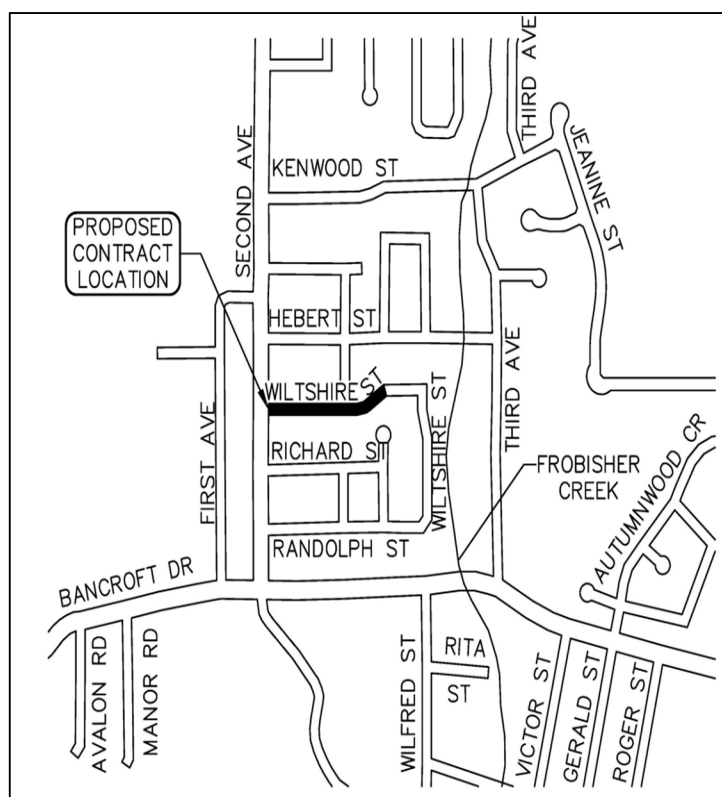 THIRD AVE
JEANINE ST
SECOND AVE
KENWOOD ST
PROPOSED
CONTRACT
LOCATION
HEBERT ST
WILTSHIRE ST
THIRD AVE
WILTSHIRE ST
RICHARD ST
FIRST AVE
FROBISHER
CREEK
AUTUMNWOOD CR
RANDOLPH ST
BANCROFT DR
AVALON RD
MANOR RD
WILFRED ST
RITA
ST
VICTOR ST
GERALD ST
ROGER ST